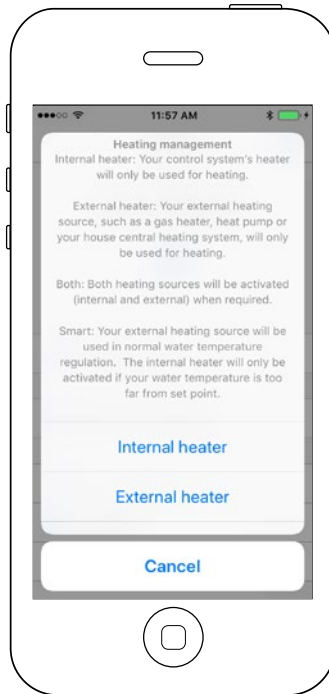 11:57 AM
Heating management
Internal heater: Your control system's heater
will only be used for heating.
External heater: Your external heating
source, such as a gas heater, heat pump or
your house central heating system, will only
be used for heating.
Both: Both heating sources will be activated
(internal and external) when required.
Smart: Your external heating source will be
used in normal water temperature
regulation. The internal heater will only be
activated if your water temperature is too
far from set point.
Internal heater
External heater
Cancel